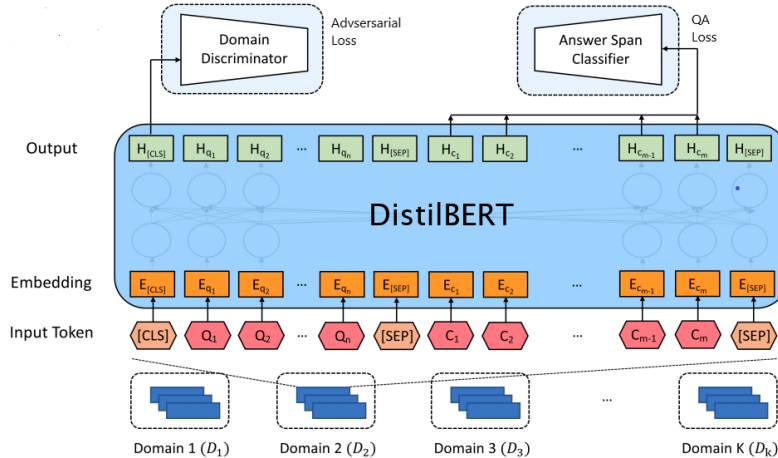 Domain
Discriminator
Advsersarial
Loss
Answer Span
Classifier
QA
Loss
Output
H[CLS] Hq1 Hq2 ... Hqn H[SEP] Hc1 Hc2 ... Hcm-1 Hcm H[SEP]
DistilBERT
Embedding
E[CLS] Eq1 Eq2 ... Eqn E[SEP] Ec1 Ec2 ... Ecm-1 Ecm E[SEP]
Input Token
[CLS] Q1 Q2 ... Qn [SEP] C1 C2 ... Cm-1 Cm [SEP]
...
Domain 1 (D1) Domain 2 (D2) Domain 3 (D3) Domain K (Dk)